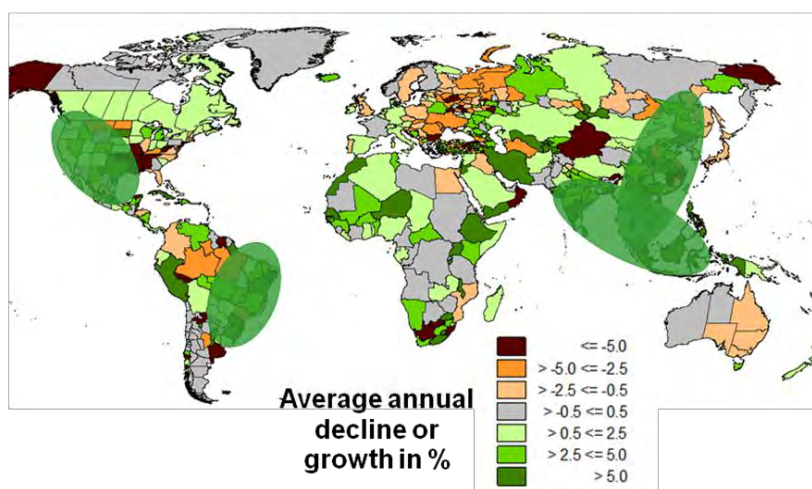 Average annual
decline or
growth in %
<= -5.0
> -5.0 <= -2.5
> -2.5 <= -0.5
> -0.5 <= 0.5
> 0.5 <= 2.5
> 2.5 <= 5.0
> 5.0